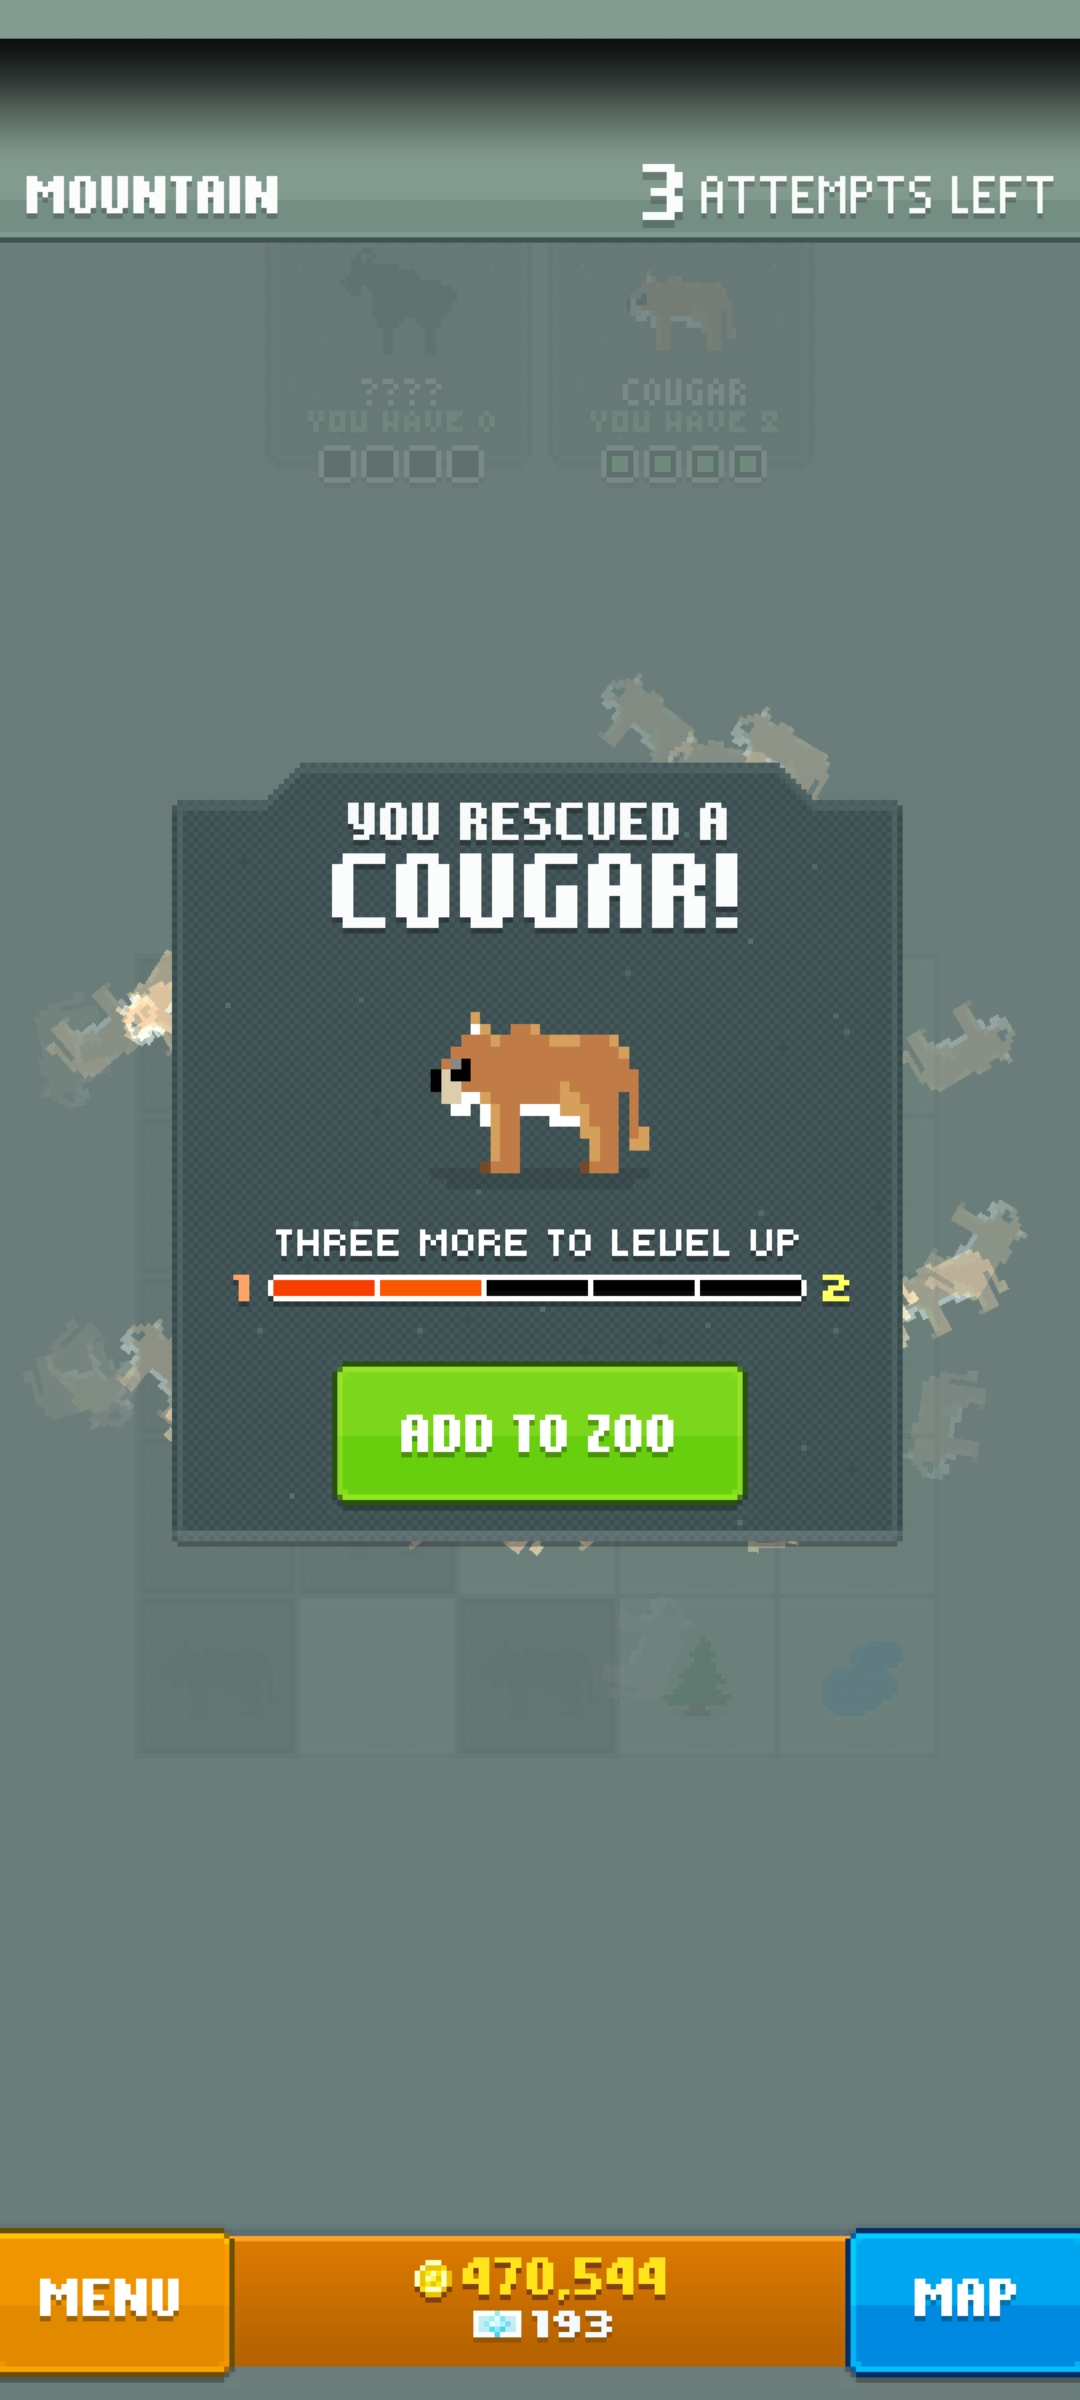 MOUNTAIN
3 ATTEMPTS LEFT
????
YOU HAVE 0
COUGAR
YOU HAVE 2
YOU RESCUED A
COUGAR!
THREE MORE TO LEVEL UP
1 2
ADD TO ZOO
MENU
470,544
193
MAP